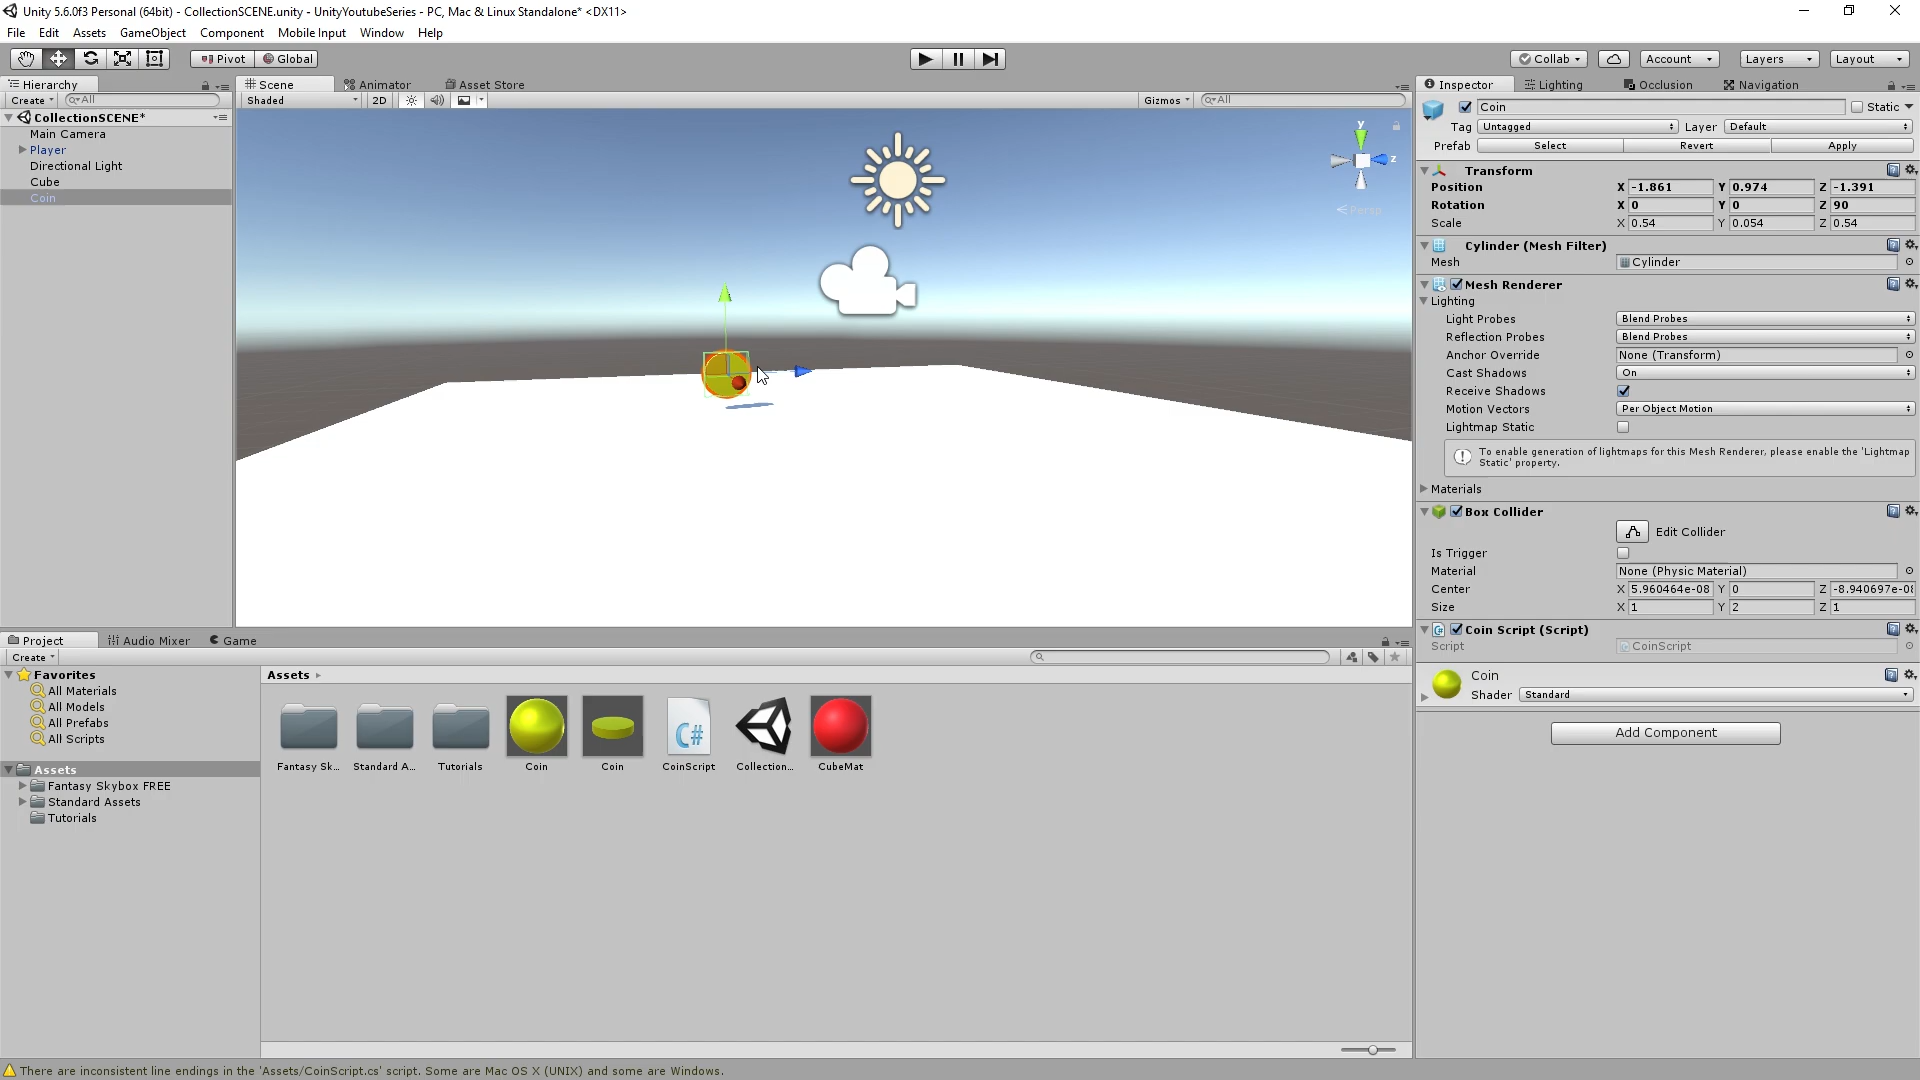 Unity 5.6.0f3 Personal (64bit) - CollectionSCENE.unity - UnityYoutubeSeries - PC, Mac & Linux Standalone* <DX11>
File Edit Assets GameObject Component Mobile Input Window Help
Pivot Global Collab Account Layers Layout
Hierarchy
Create All
CollectionSCENE*
Main Camera
Player
Directional Light
Cube
Coin
Scene Animator Asset Store
Shaded 2D Gizmos All
y
z
Persp
Inspector Lighting Occlusion Navigation
Coin Static
Tag Untagged Layer Default
Prefab Select Revert Apply
Transform
Position X -1.861 Y 0.974 Z -1.391
Rotation X 0 Y 0 Z 90
Scale X 0.54 Y 0.054 Z 0.54
Cylinder (Mesh Filter)
Mesh Cylinder
Mesh Renderer
Lighting
Light Probes Blend Probes
Reflection Probes Blend Probes
Anchor Override None (Transform)
Cast Shadows On
Receive Shadows
Motion Vectors Per Object Motion
Lightmap Static
To enable generation of lightmaps for this Mesh Renderer, please enable the 'Lightmap
Static' property.
Materials
Box Collider
Edit Collider
Is Trigger
Material None (Physic Material)
Center X 5.960464e-08 Y 0 Z -8.940697e-0
Size X 1 Y 2 Z 1
Coin Script (Script)
Script CoinScript
Coin
Shader Standard
Add Component
Project Audio Mixer Game
Create
Favorites
All Materials
All Models
All Prefabs
All Scripts
Assets
Fantasy Skybox FREE
Standard Assets
Tutorials
Assets
Fantasy Sk... Standard A... Tutorials Coin Coin CoinScript Collection... CubeMat
C#
There are inconsistent line endings in the 'Assets/CoinScript.cs' script. Some are Mac OS X (UNIX) and some are Windows.